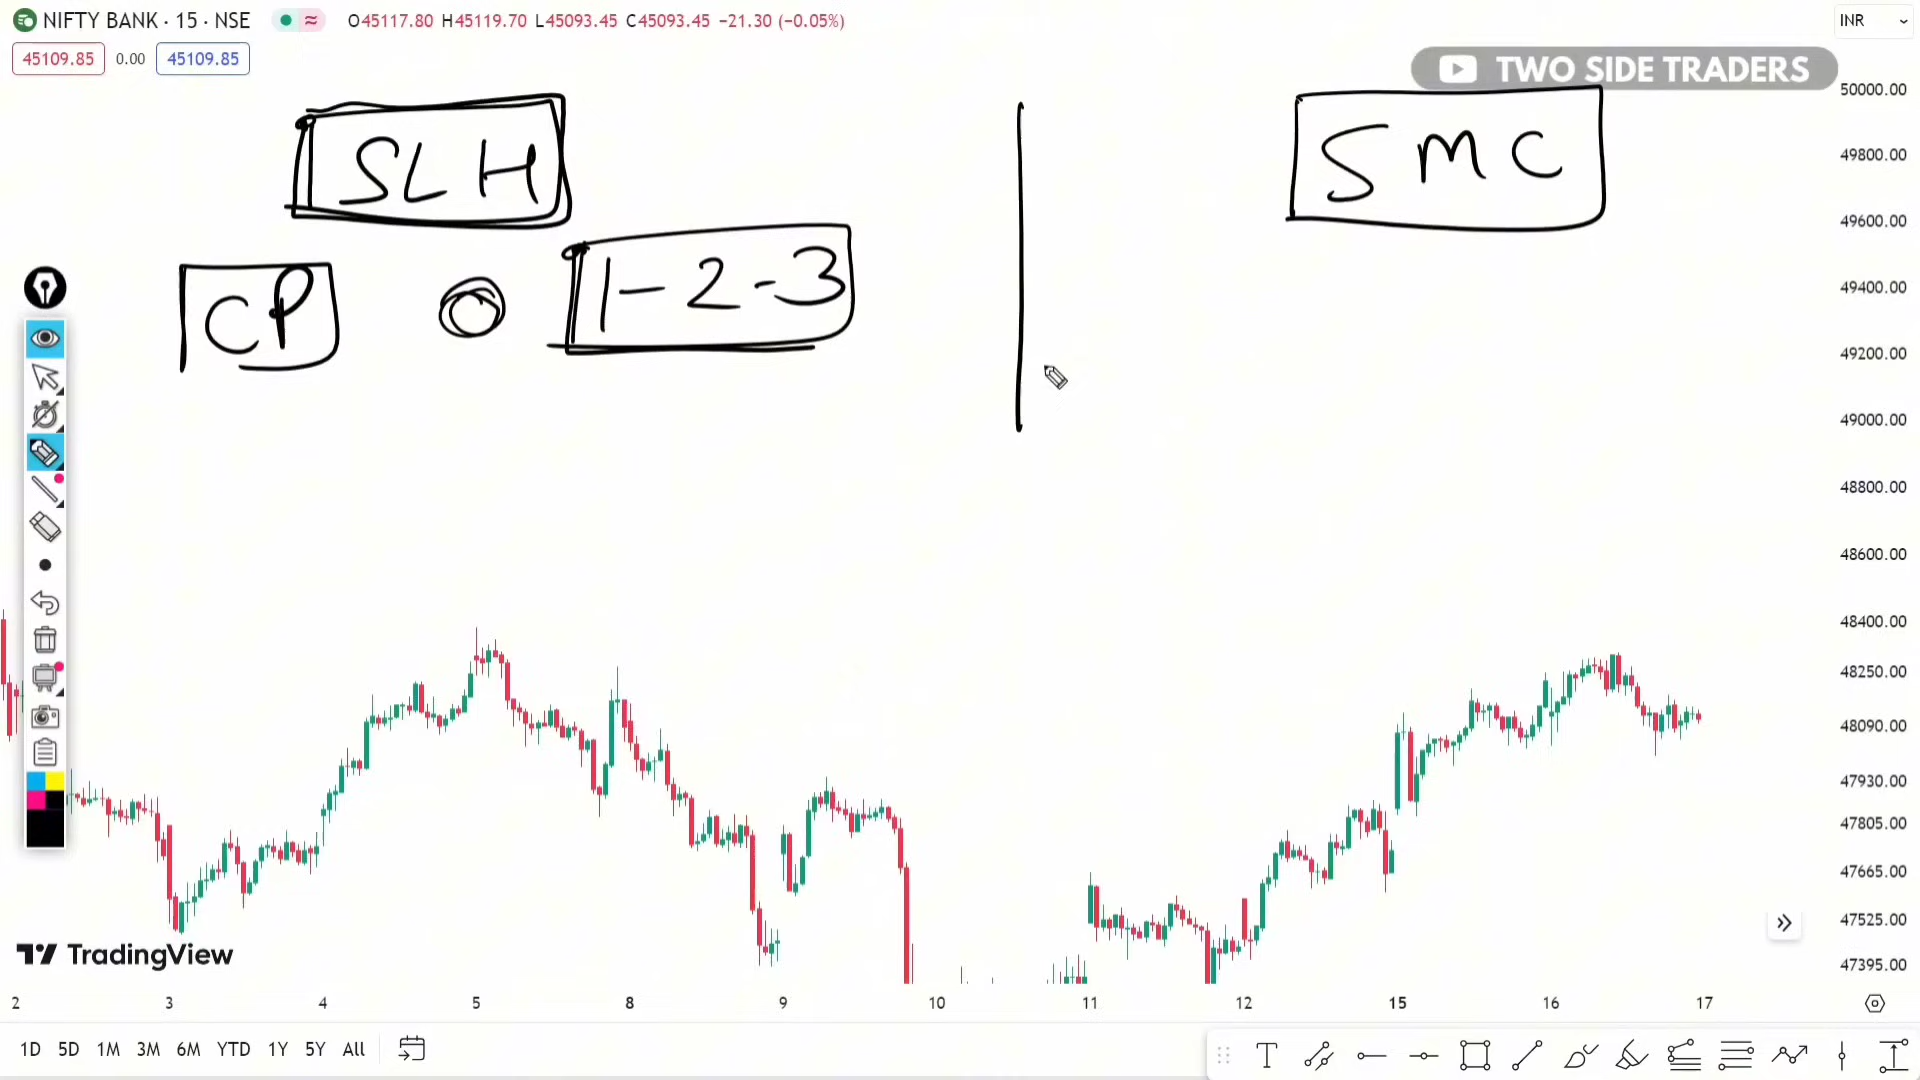 NIFTY BANK · 15 · NSE ≈ O45117.80 H45119.70 L45093.45 C45093.45 −21.30 (−0.05%) INR
45109.85 0.00 45109.85
TWO SIDE TRADERS
SLH
SMC
CP
1-2-3
50000.00
49800.00
49600.00
49400.00
49200.00
49000.00
48800.00
48600.00
48400.00
48250.00
48090.00
47930.00
47805.00
47665.00
47525.00
47395.00
TradingView
2 3 4 5 8 9 10 11 12 15 16 17
1D 5D 1M 3M 6M YTD 1Y 5Y All